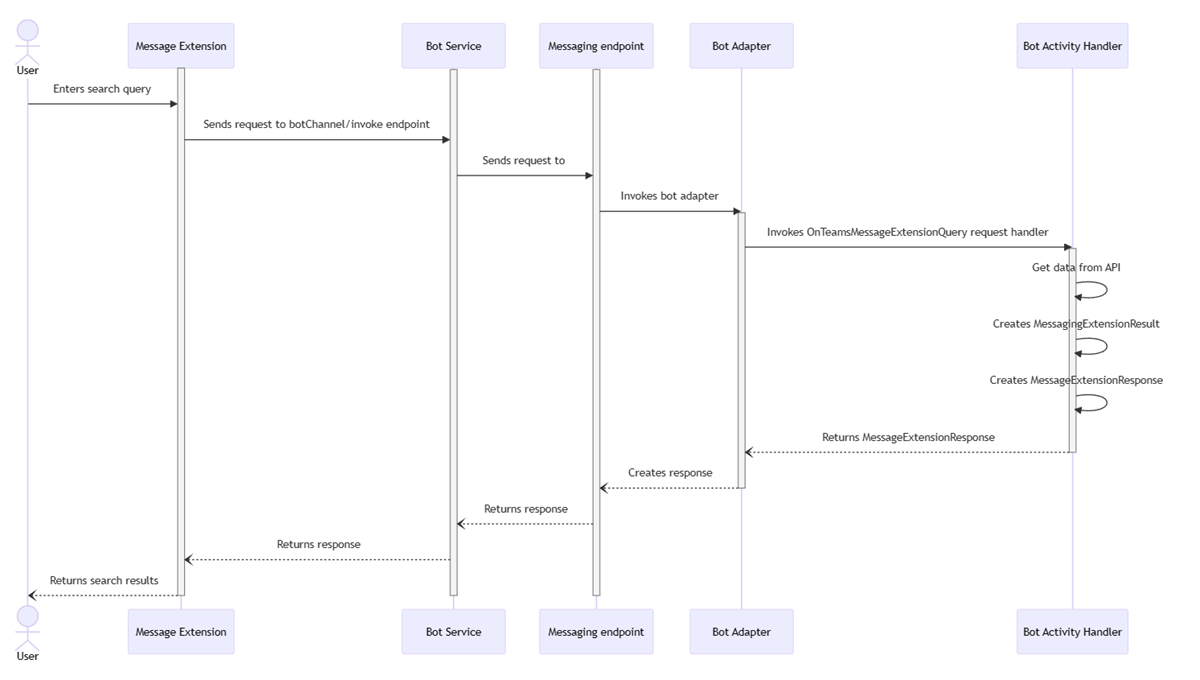 Message Extension
Bot Service
Messaging endpoint
Bot Adapter
Bot Activity Handler
User
Enters search query
Sends request to botChannel/invoke endpoint
Sends request to
Invokes bot adapter
Invokes OnTeamsMessageExtensionQuery request handler
Get data from API
Creates MessagingExtensionResult
Creates MessageExtensionResponse
Returns MessageExtensionResponse
Creates response
Returns response
Returns response
Returns search results
Message Extension
Bot Service
Messaging endpoint
Bot Adapter
Bot Activity Handler
User